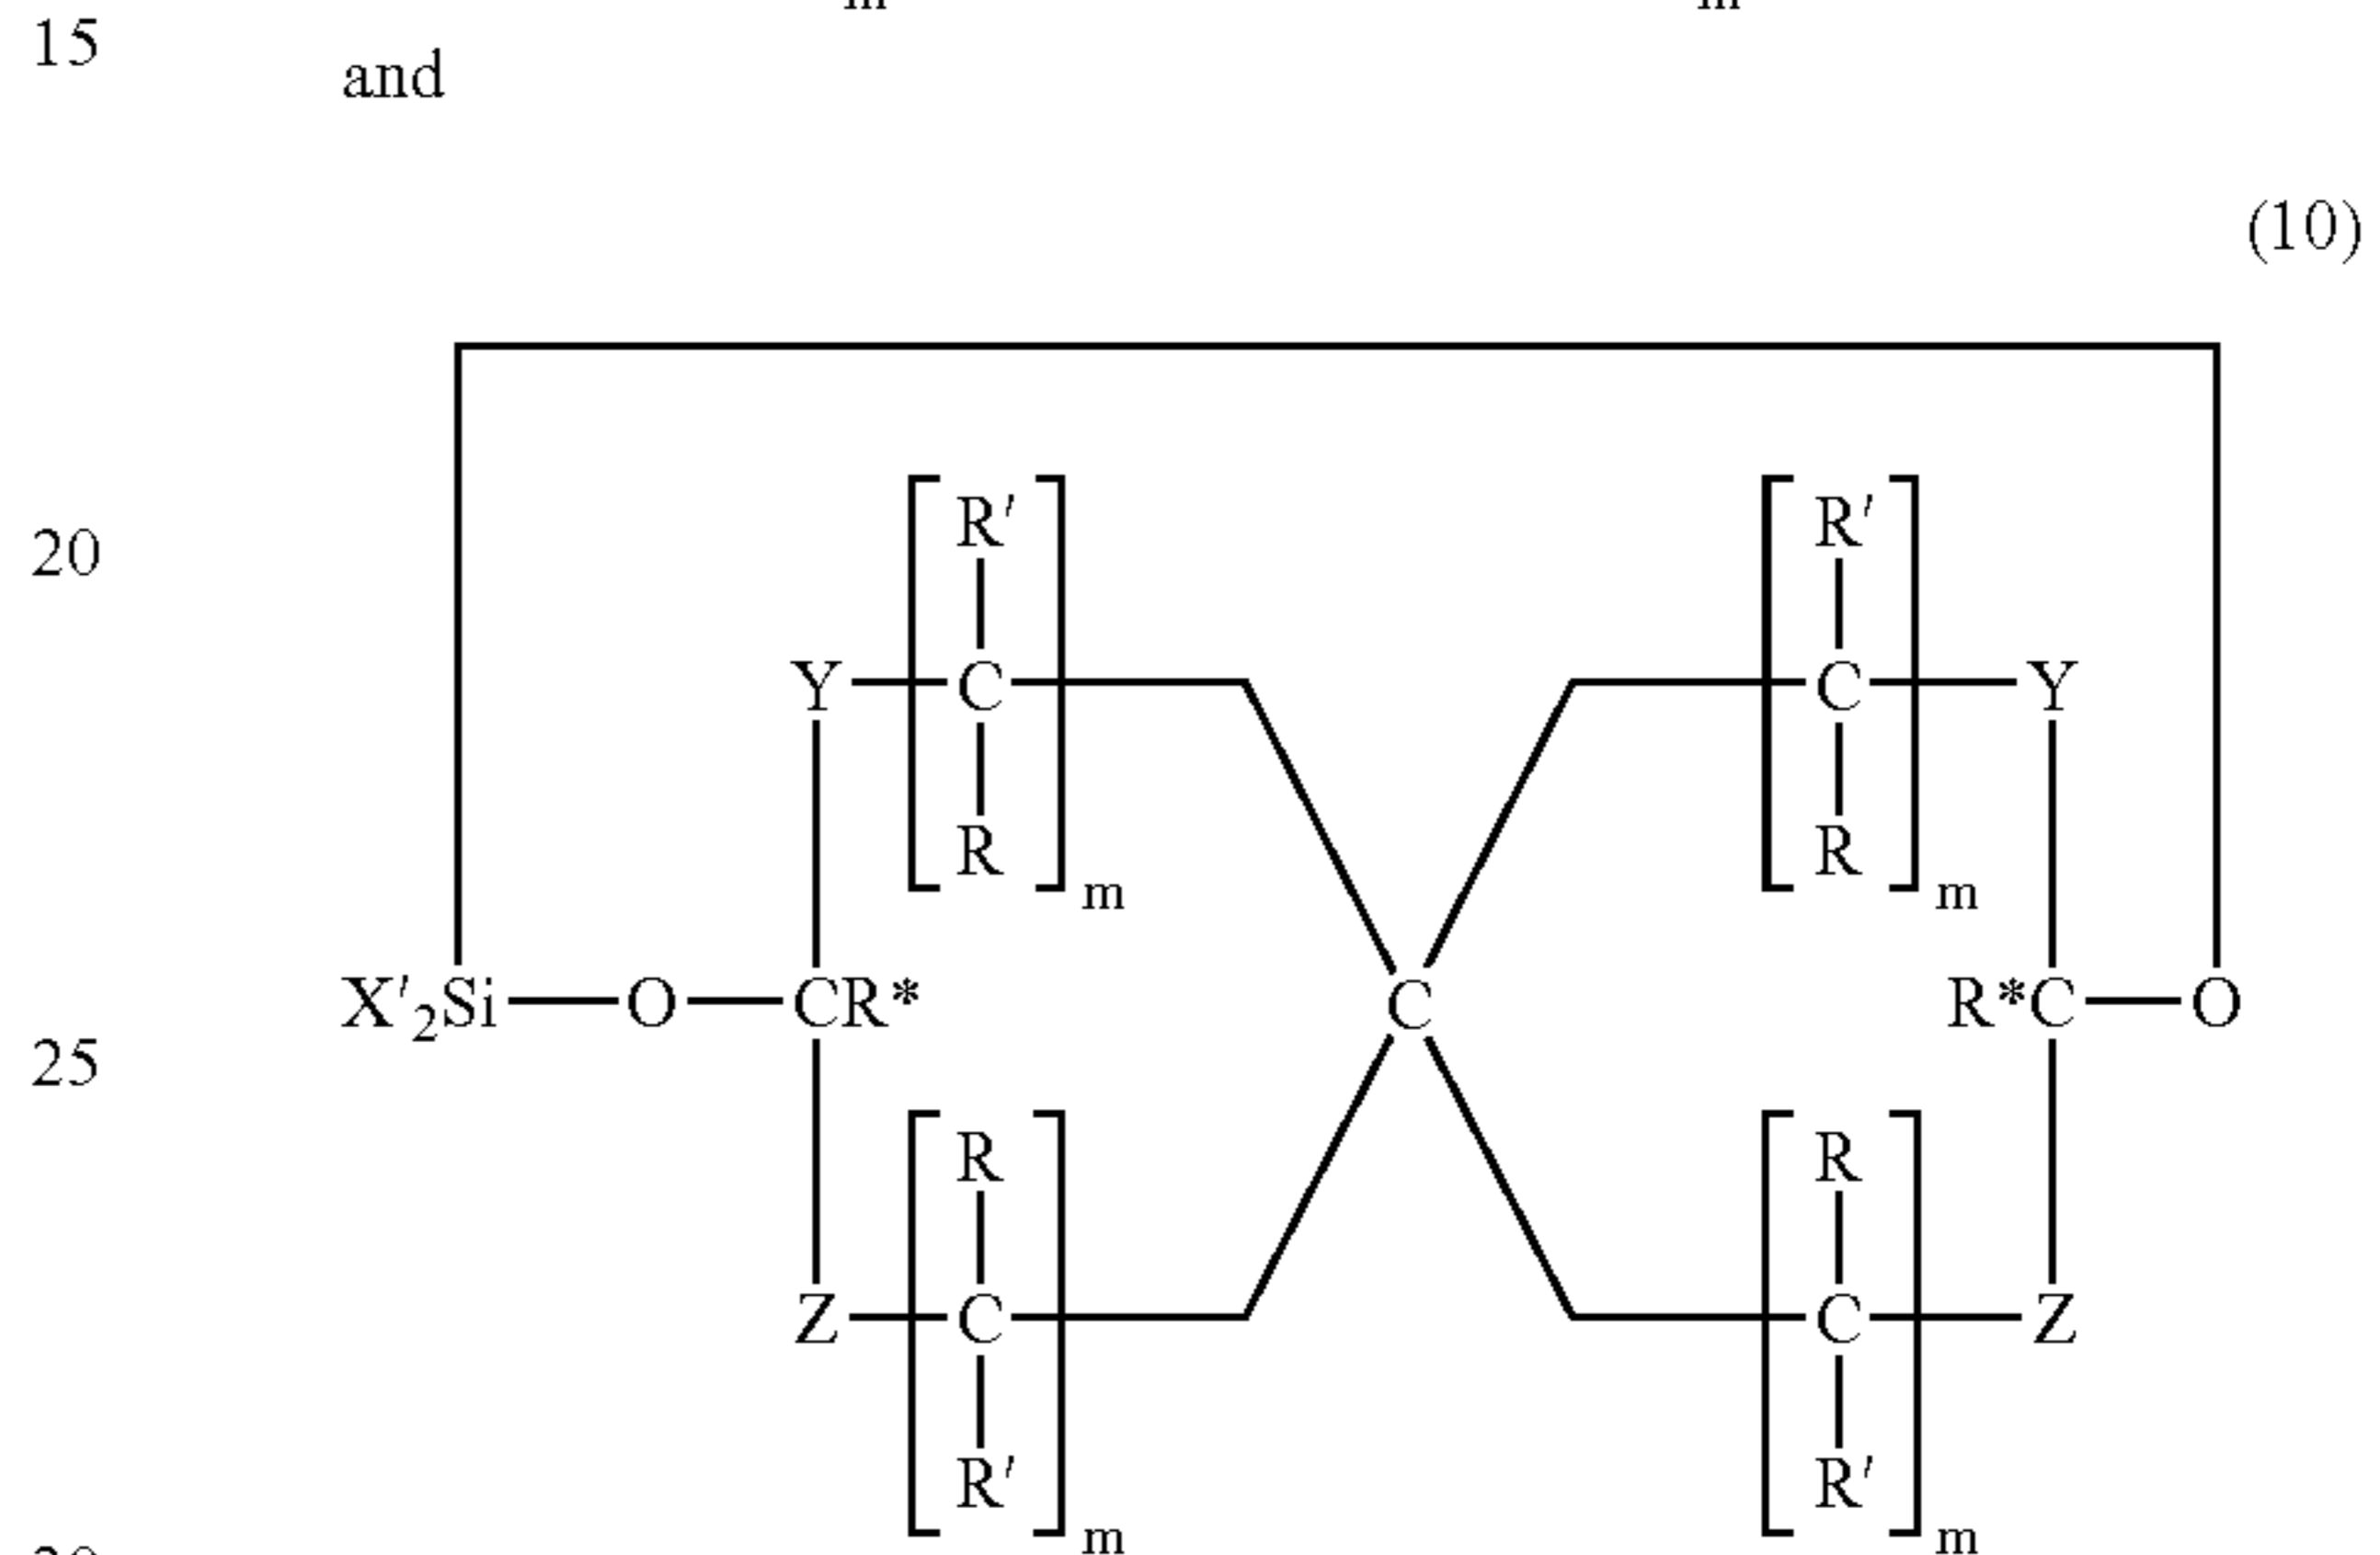 m m
15
and
(10)
R' R'
20
Y C C Y
R R
m m
X'2Si O CR* C R*C O
25
R R
Z C C Z
R' R'
m m